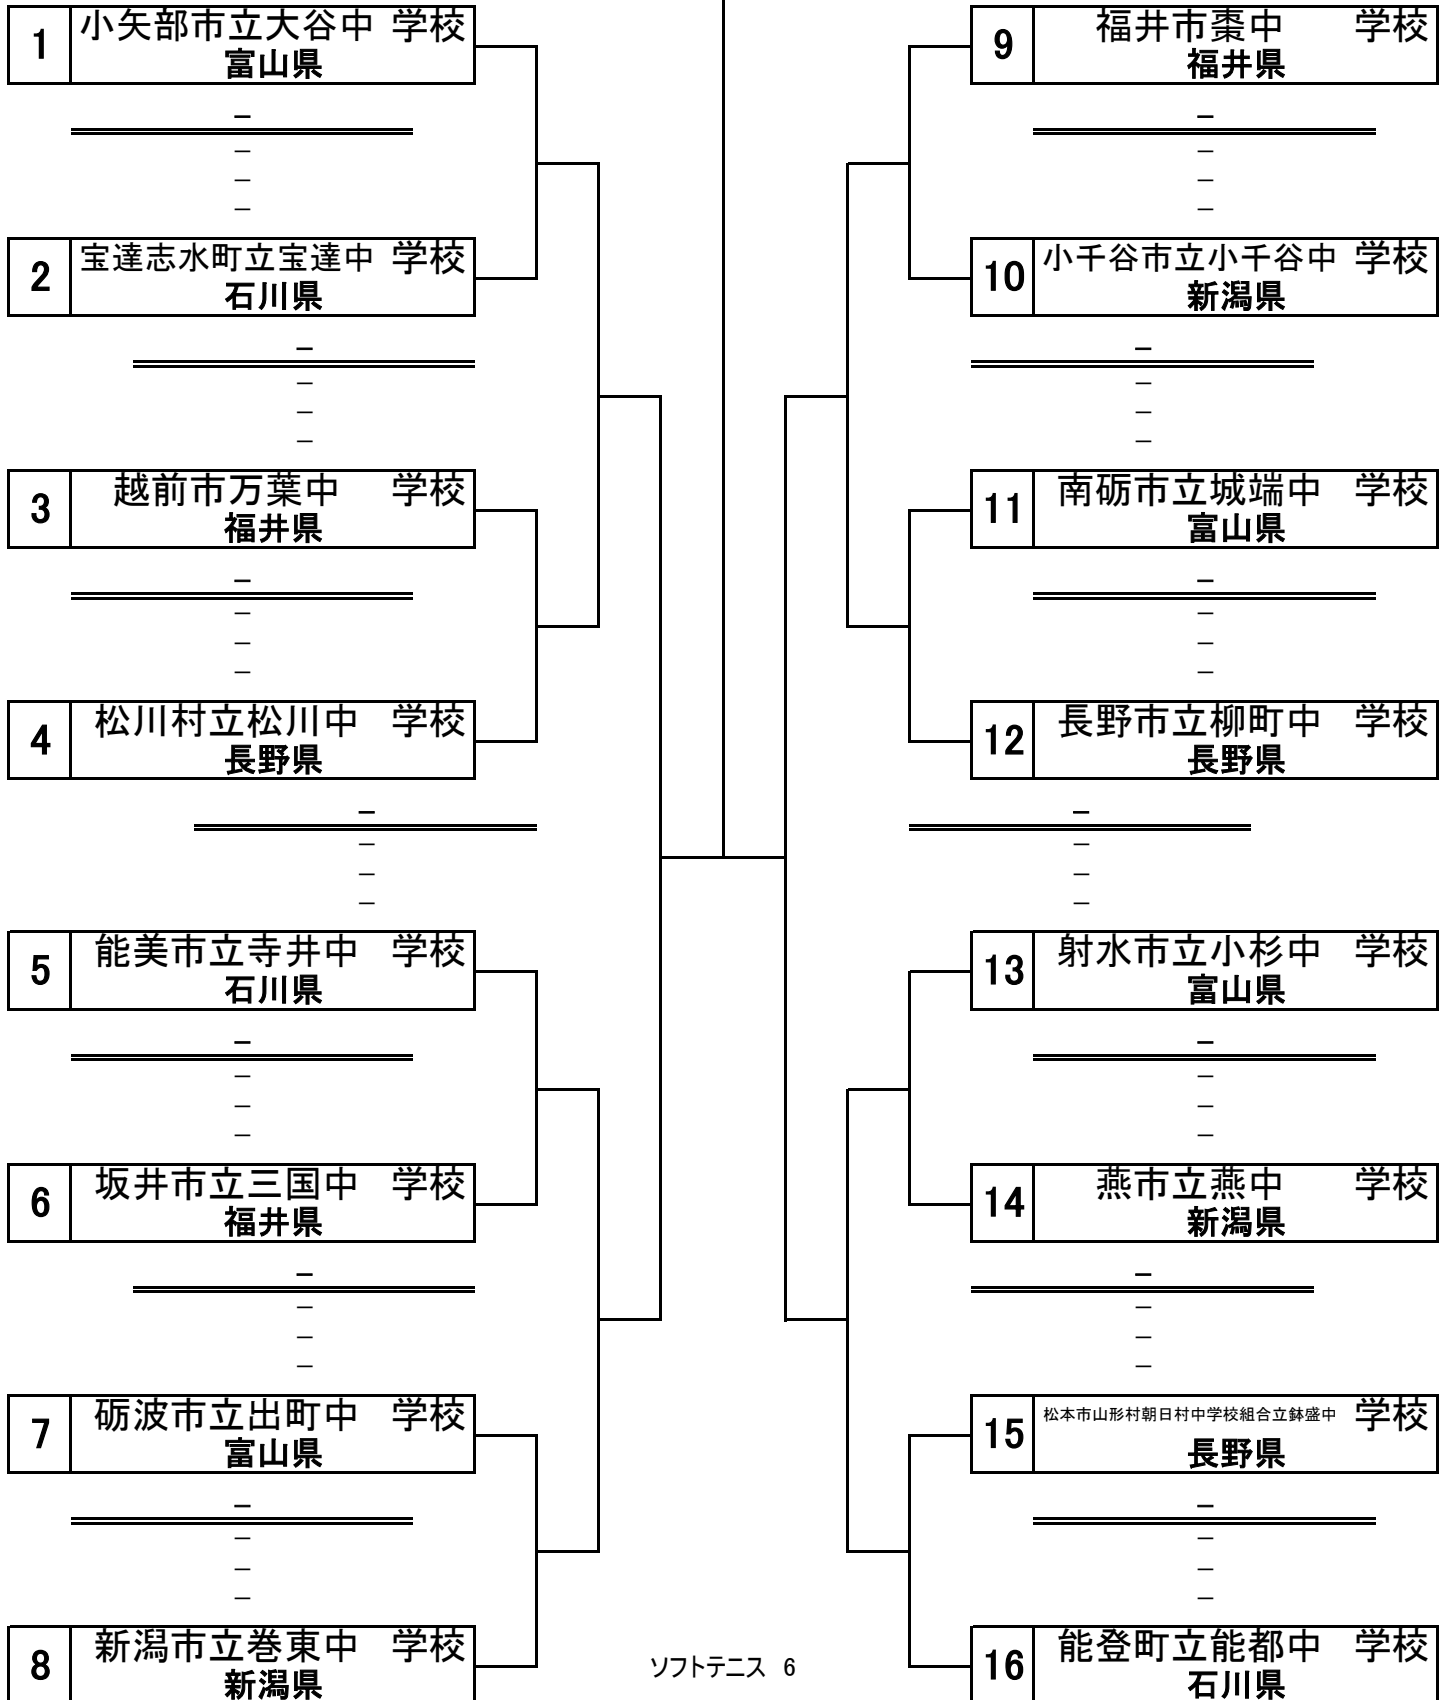 1 小矢部市立大谷中 学校
富山県
–
–
–
–
2 宝達志水町立宝達中 学校
石川県
–
–
–
–
3 越前市万葉中 学校
福井県
–
–
–
–
4 松川村立松川中 学校
長野県
–
–
–
–
5 能美市立寺井中 学校
石川県
–
–
–
–
6 坂井市立三国中 学校
福井県
–
–
–
–
7 砺波市立出町中 学校
富山県
–
–
–
–
8 新潟市立巻東中 学校
新潟県
9 福井市棗中 学校
福井県
–
–
–
–
10 小千谷市立小千谷中 学校
新潟県
–
–
–
–
11 南砺市立城端中 学校
富山県
–
–
–
–
12 長野市立柳町中 学校
長野県
–
–
–
–
13 射水市立小杉中 学校
富山県
–
–
–
–
14 燕市立燕中 学校
新潟県
–
–
–
–
15 松本市山形村朝日村中学校組合立鉢盛中 学校
長野県
–
–
–
–
16 能登町立能都中 学校
石川県
ソフトテニス 6